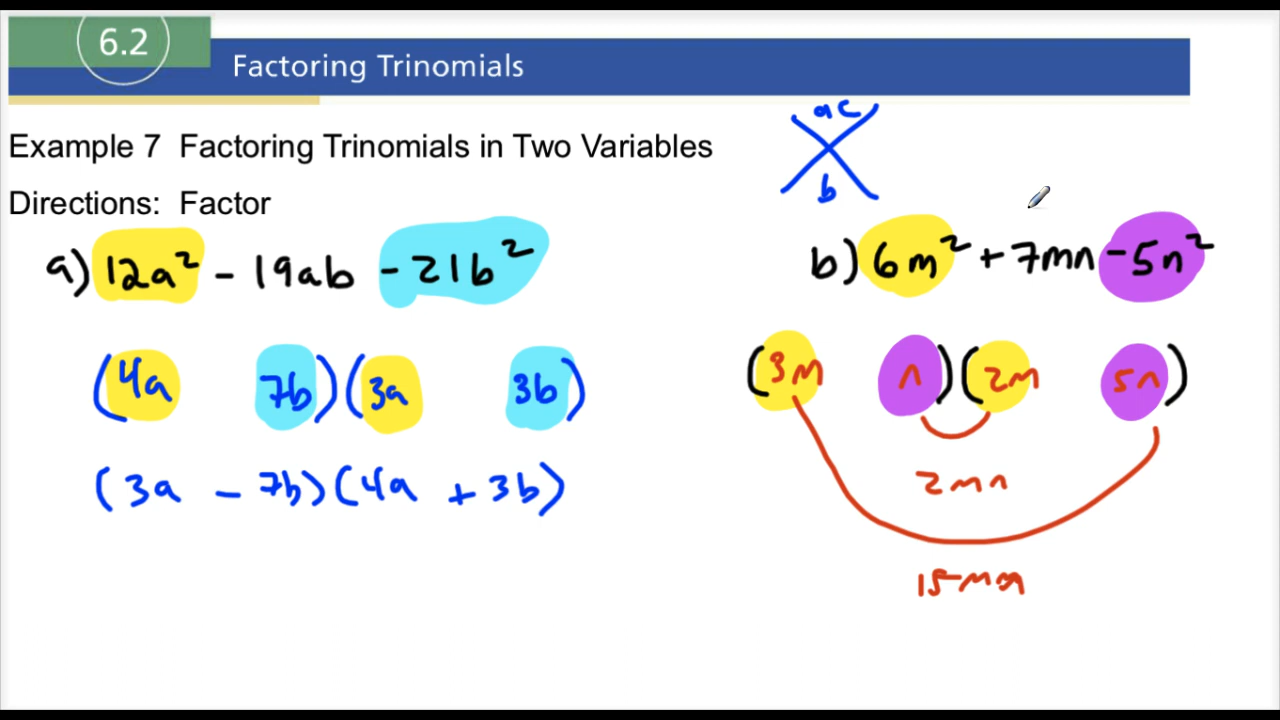 6.2
Factoring Trinomials
Example 7 Factoring Trinomials in Two Variables
Directions: Factor
ac
b
a) 12a² - 19ab - 21b²
(4a 7b)(3a 3b)
(3a - 7b)(4a + 3b)
b) 6m² + 7mn - 5n²
(3m n)(2m 5n)
2mn
15mn